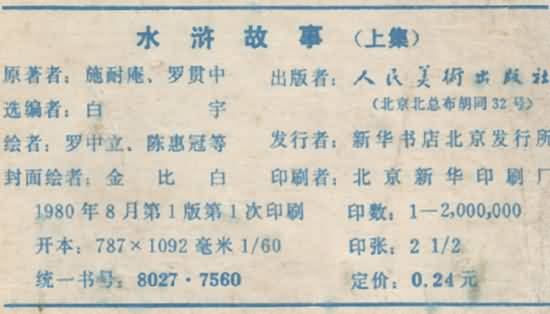 水浒故事（上集）
原著者：施耐庵、罗贯中 出版者：人民美術出版社
选编者：白宇 （北京北总布胡同32号）
绘者：罗中立、陈惠冠等 发行者：新华书店北京发行所
封面绘者：金比白 印刷者：北京新华印刷厂
1980年8月第1版第1次印刷 印数：1—2,000,000
开本：787×1092毫米1/60 印张：2 1/2
统一书号：8027·7560 定价：0.24元